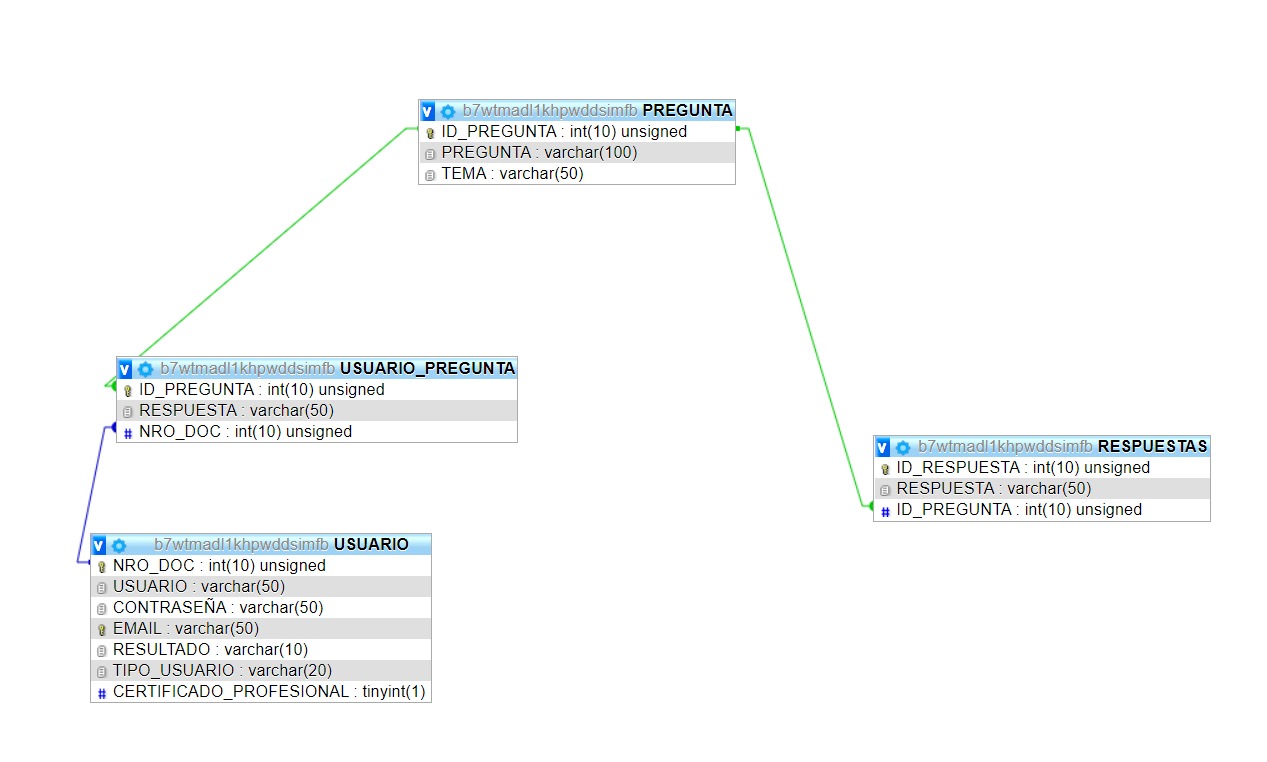 b7wtmadl1khpwddsimfb PREGUNTA
ID_PREGUNTA : int(10) unsigned
PREGUNTA : varchar(100)
TEMA : varchar(50)
b7wtmadl1khpwddsimfb USUARIO_PREGUNTA
ID_PREGUNTA : int(10) unsigned
RESPUESTA : varchar(50)
# NRO_DOC : int(10) unsigned
b7wtmadl1khpwddsimfb RESPUESTAS
ID_RESPUESTA : int(10) unsigned
RESPUESTA : varchar(50)
# ID_PREGUNTA : int(10) unsigned
b7wtmadl1khpwddsimfb USUARIO
NRO_DOC : int(10) unsigned
USUARIO : varchar(50)
CONTRASEÑA : varchar(50)
EMAIL : varchar(50)
RESULTADO : varchar(10)
TIPO_USUARIO : varchar(20)
# CERTIFICADO_PROFESIONAL : tinyint(1)